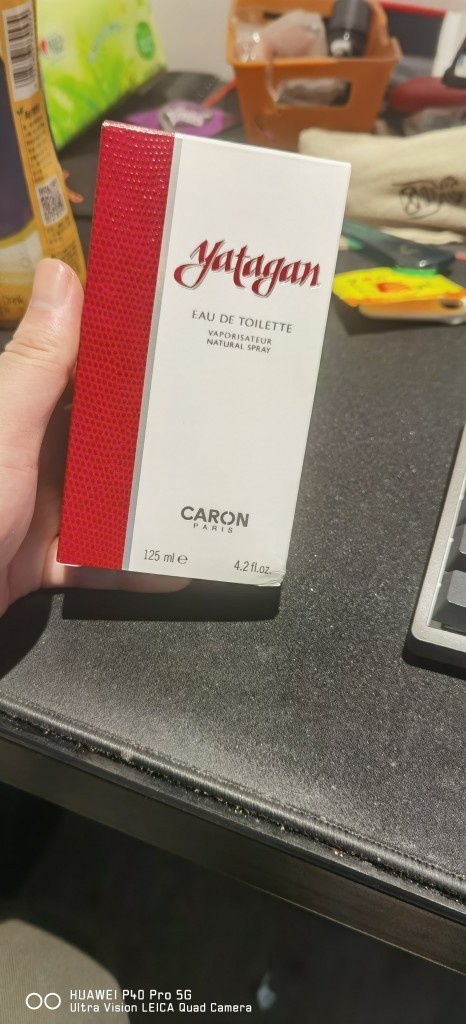 Yatagan
EAU DE TOILETTE
VAPORISATEUR
NATURAL SPRAY
CARON
PARIS
125 ml ℮
4.2 fl.oz.
HUAWEI P40 Pro 5G
Ultra Vision LEICA Quad Camera